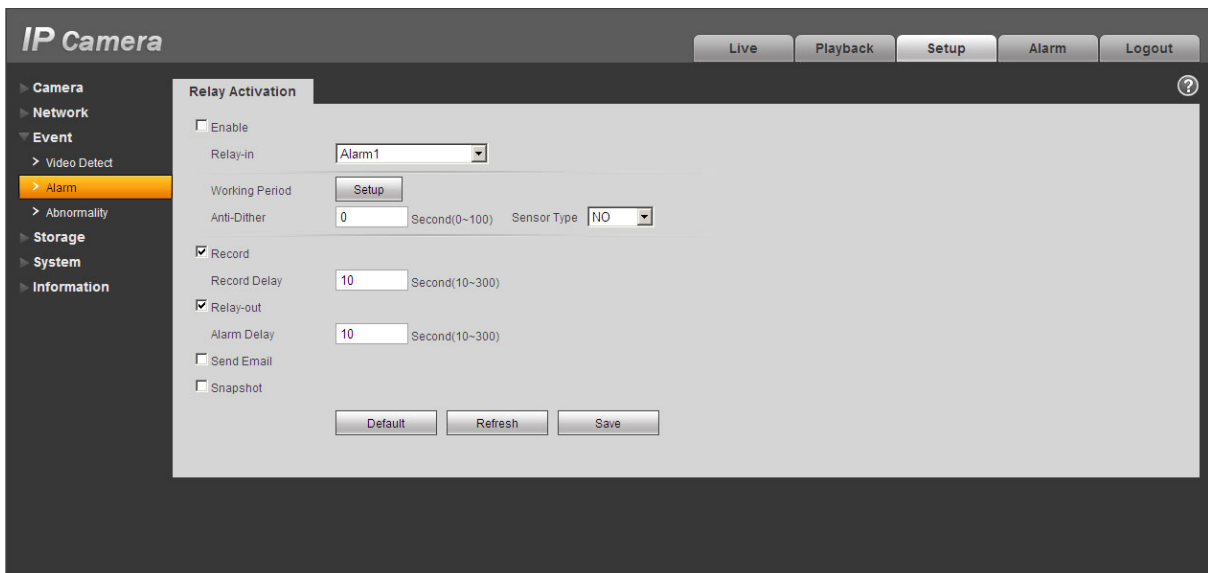 IP Camera
Live Playback Setup Alarm Logout
Camera
Network
Event
> Video Detect
> Alarm
> Abnormality
Storage
System
Information
Relay Activation
?
Enable
Relay-in Alarm1
Working Period Setup
Anti-Dither 0 Second(0~100) Sensor Type NO
Record
Record Delay 10 Second(10~300)
Relay-out
Alarm Delay 10 Second(10~300)
Send Email
Snapshot
Default Refresh Save